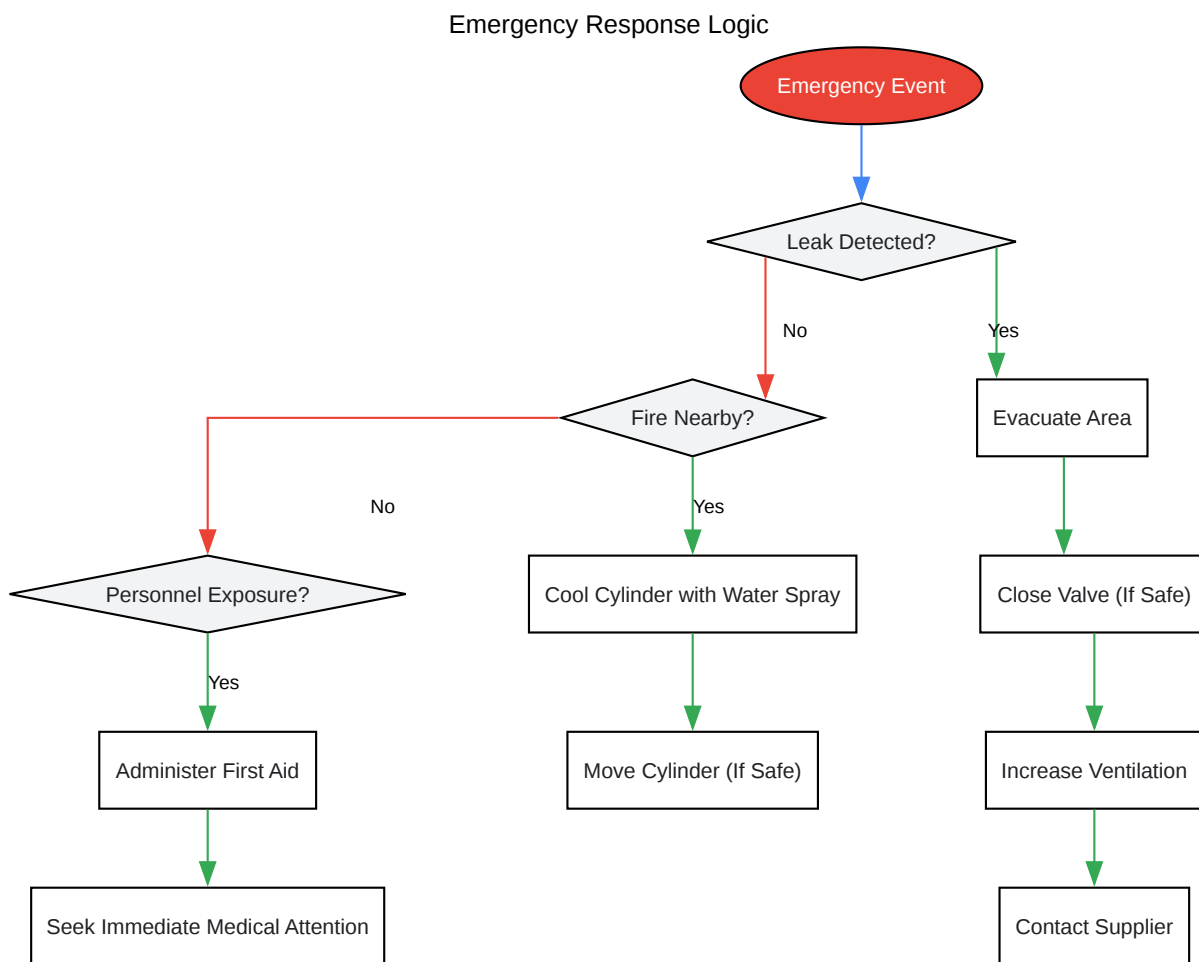 Emergency Response Logic
Emergency Event
Leak Detected?
No
Yes
Fire Nearby?
Evacuate Area
No
Yes
Personnel Exposure?
Cool Cylinder with Water Spray
Close Valve (If Safe)
Yes
Administer First Aid
Move Cylinder (If Safe)
Increase Ventilation
Seek Immediate Medical Attention
Contact Supplier